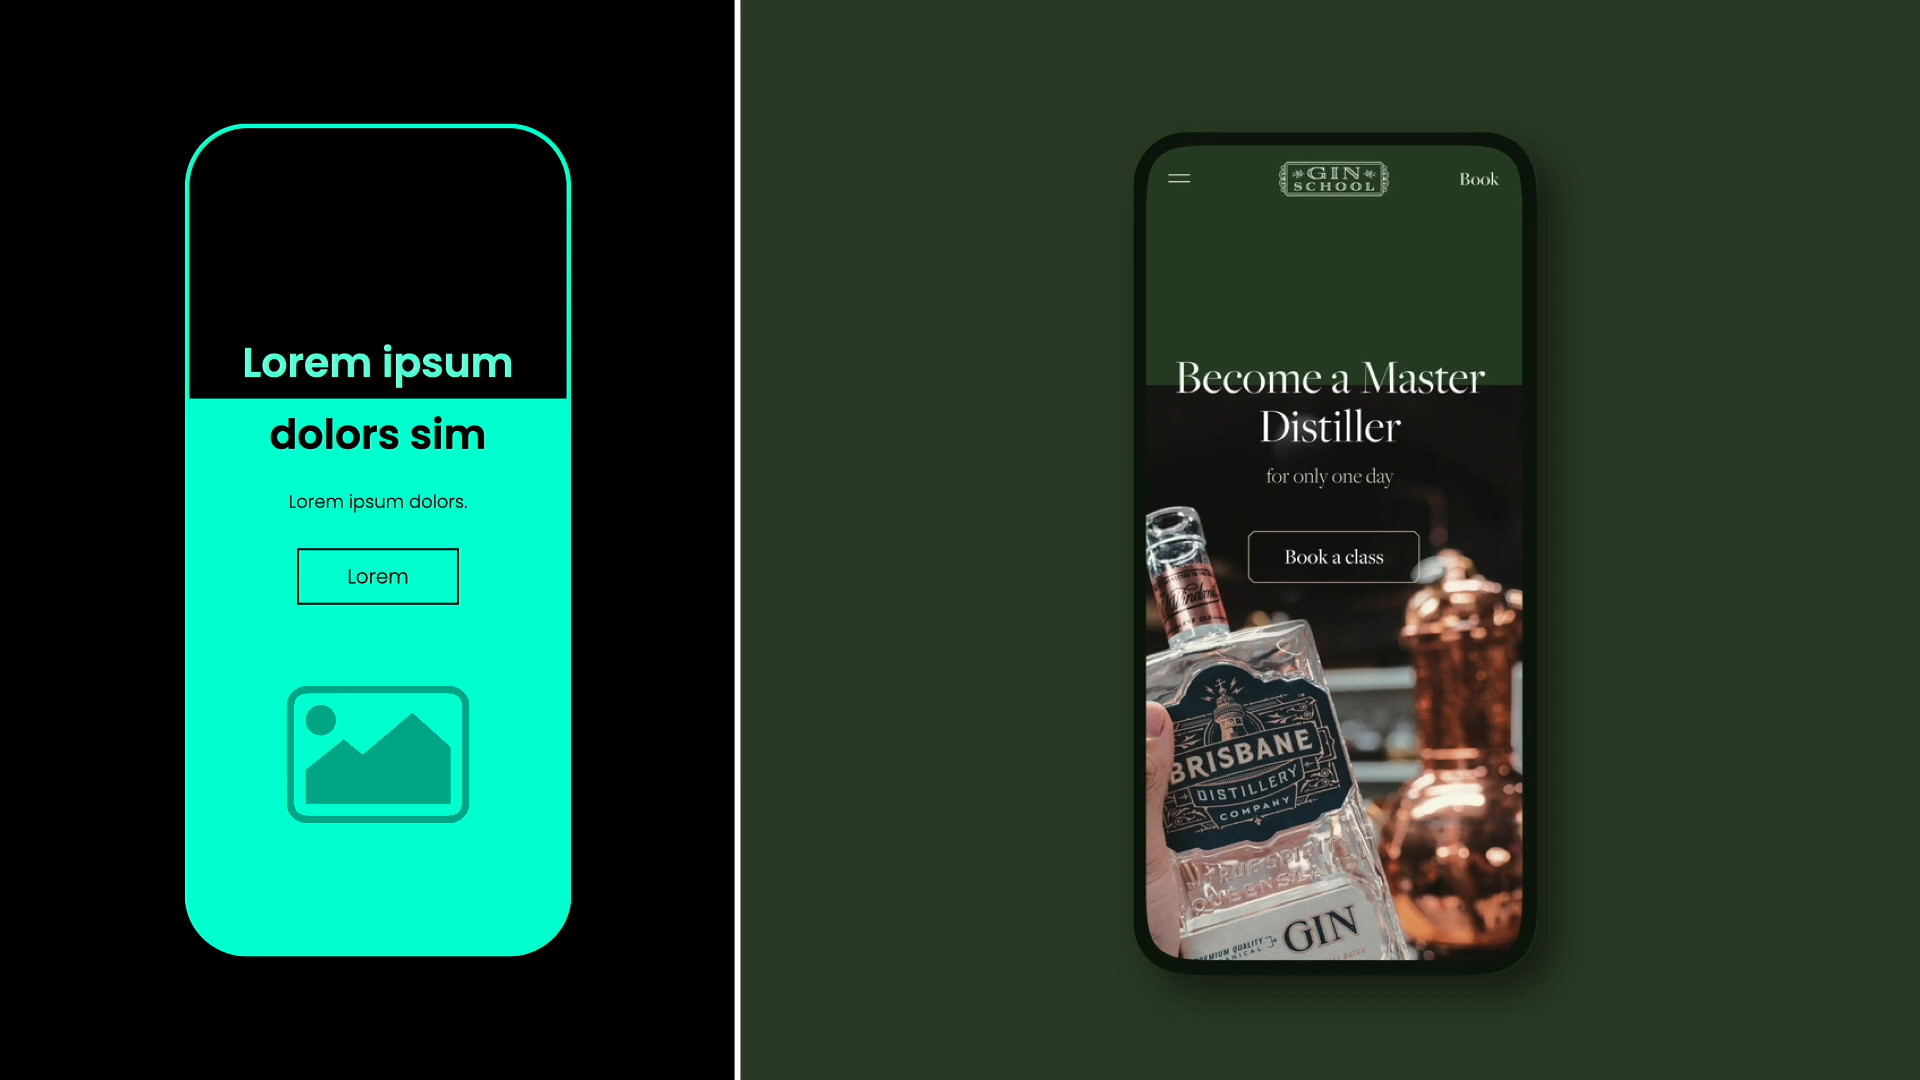 Lorem ipsum
dolors sim
Lorem ipsum dolors.
Lorem
GIN
SCHOOL
Book
Become a Master
Distiller
for only one day
Book a class
BRISBANE
DISTILLERY
COMPANY
GIN